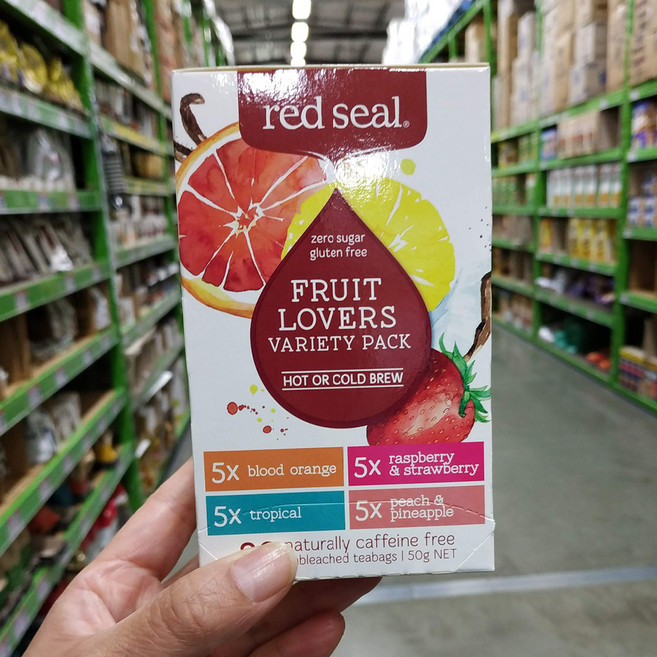 red seal®
zero sugar
gluten free
FRUIT
LOVERS
VARIETY PACK
HOT OR COLD BREW
5x blood orange
5x raspberry
& strawberry
5x tropical
5x peach &
pineapple
naturally caffeine free
bleached teabags | 50g NET